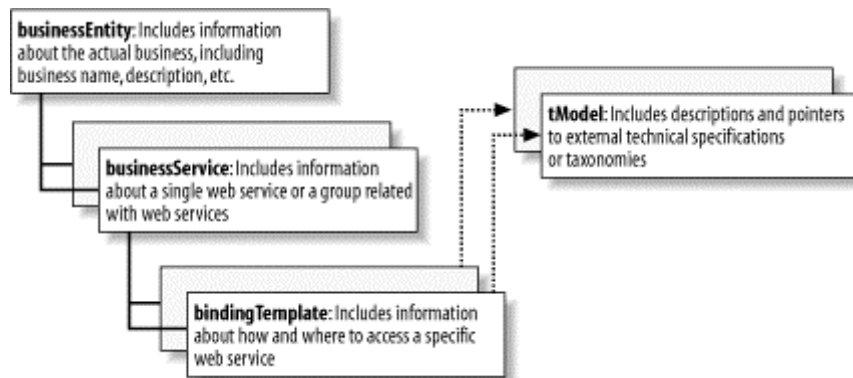 businessEntity: Includes information
about the actual business, including
business name, description, etc.
tModel: Includes descriptions and pointers
to external technical specifications
or taxonomies
businessService: Includes information
about a single web service or a group related
with web services
bindingTemplate: Includes information
about how and where to access a specific
web service